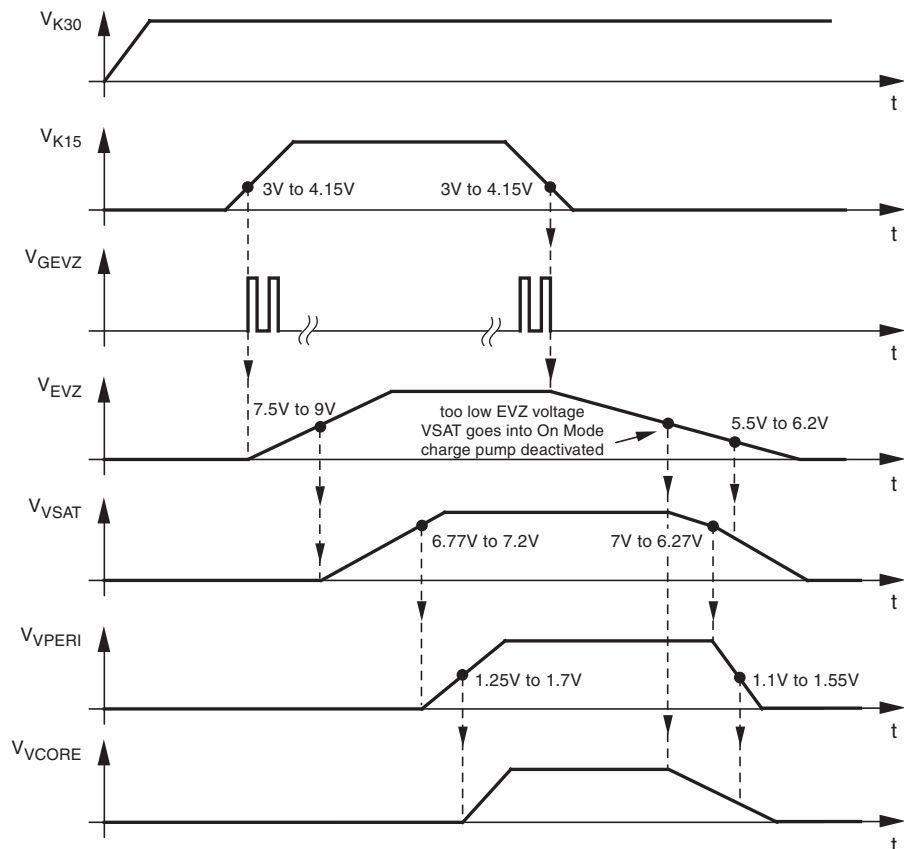 VK30
t
VK15
3V to 4.15V
3V to 4.15V
t
VGEVZ
t
VEVZ
7.5V to 9V
too low EVZ voltage
VSAT goes into On Mode
charge pump deactivated
5.5V to 6.2V
t
VVSAT
6.77V to 7.2V
7V to 6.27V
t
VVPERI
1.25V to 1.7V
1.1V to 1.55V
t
VVCORE
t